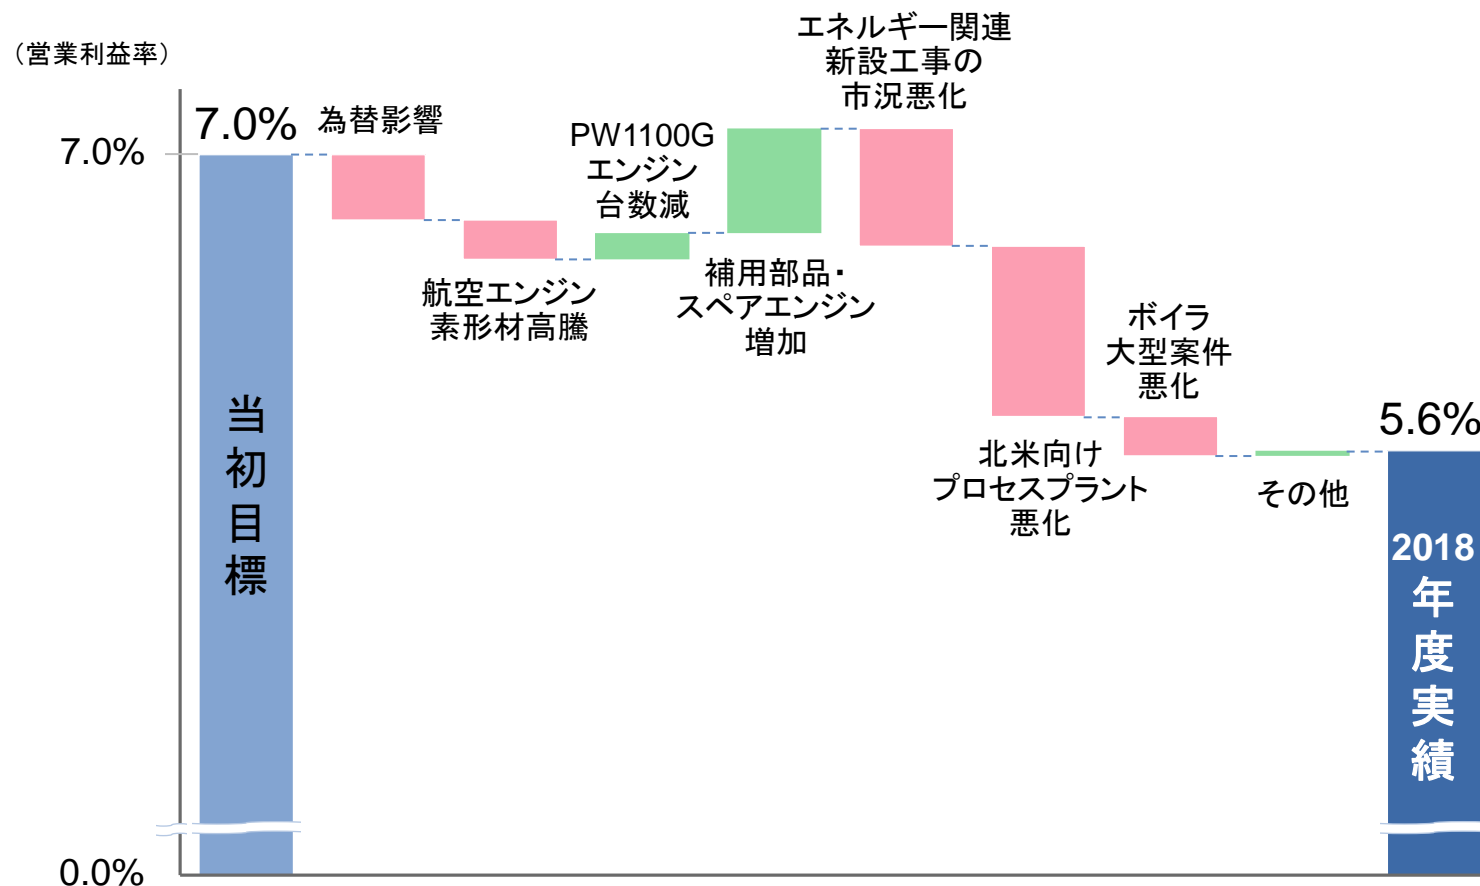 （営業利益率）
7.0%
0.0%
7.0%
当初目標
為替影響
航空エンジン
素形材高騰
PW1100G
エンジン
台数減
補用部品・
スペアエンジン
増加
エネルギー関連
新設工事の
市況悪化
北米向け
プロセスプラント
悪化
ボイラ
大型案件
悪化
その他
5.6%
2018
年度実績